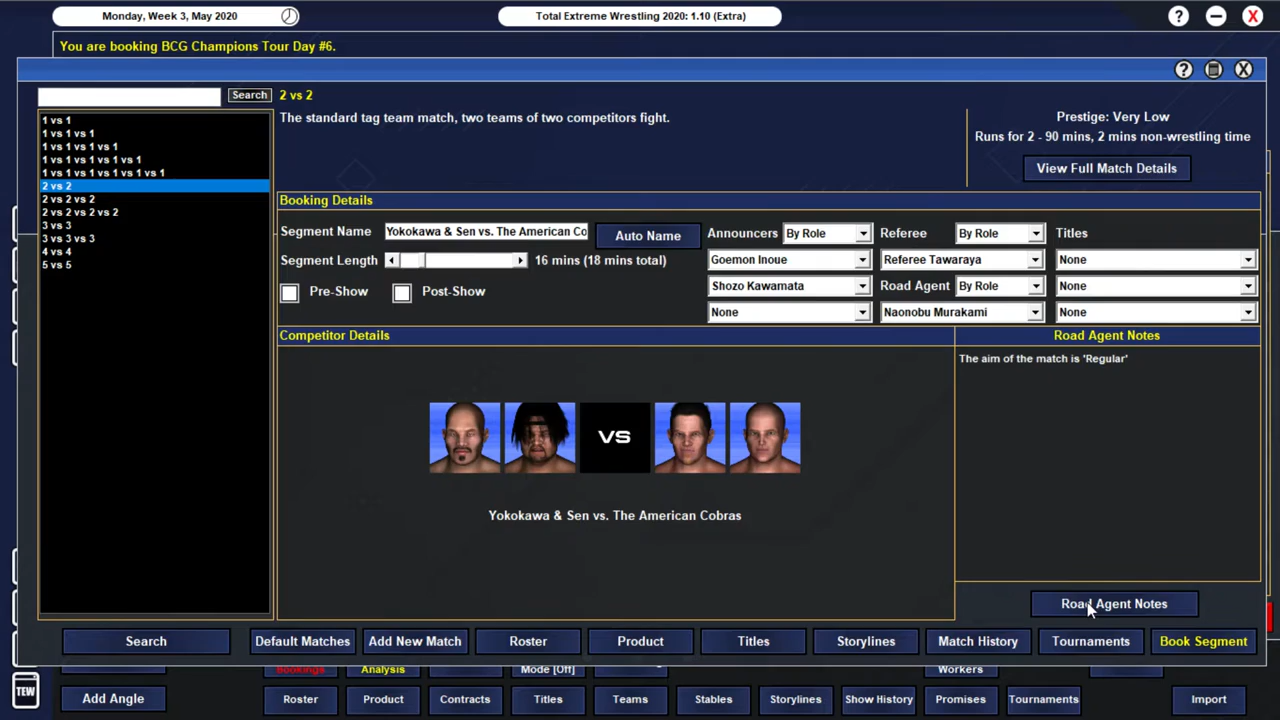 Monday, Week 3, May 2020
Total Extreme Wrestling 2020: 1.10 (Extra)
?
X
You are booking BCG Champions Tour Day #6.
?
X
Search
2 vs 2
1 vs 1
1 vs 1 vs 1
1 vs 1 vs 1 vs 1
1 vs 1 vs 1 vs 1 vs 1
1 vs 1 vs 1 vs 1 vs 1 vs 1
2 vs 2
2 vs 2 vs 2
2 vs 2 vs 2 vs 2
3 vs 3
3 vs 3 vs 3
4 vs 4
5 vs 5
The standard tag team match, two teams of two competitors fight.
Prestige: Very Low
Runs for 2 - 90 mins, 2 mins non-wrestling time
View Full Match Details
Booking Details
Segment Name
Yokokawa & Sen vs. The American Co
Auto Name
Segment Length
16 mins (18 mins total)
Pre-Show
Post-Show
Announcers
By Role
Goemon Inoue
Shozo Kawamata
None
Referee
By Role
Referee Tawaraya
Road Agent
By Role
Naonobu Murakami
Titles
None
None
None
Competitor Details
VS
Yokokawa & Sen vs. The American Cobras
Road Agent Notes
The aim of the match is 'Regular'
Road Agent Notes
Search
Default Matches
Add New Match
Roster
Product
Titles
Storylines
Match History
Tournaments
Book Segment
Bookings
Analysis
Mode [Off]
Workers
TEW
Add Angle
Roster
Product
Contracts
Titles
Teams
Stables
Storylines
Show History
Promises
Tournaments
Import